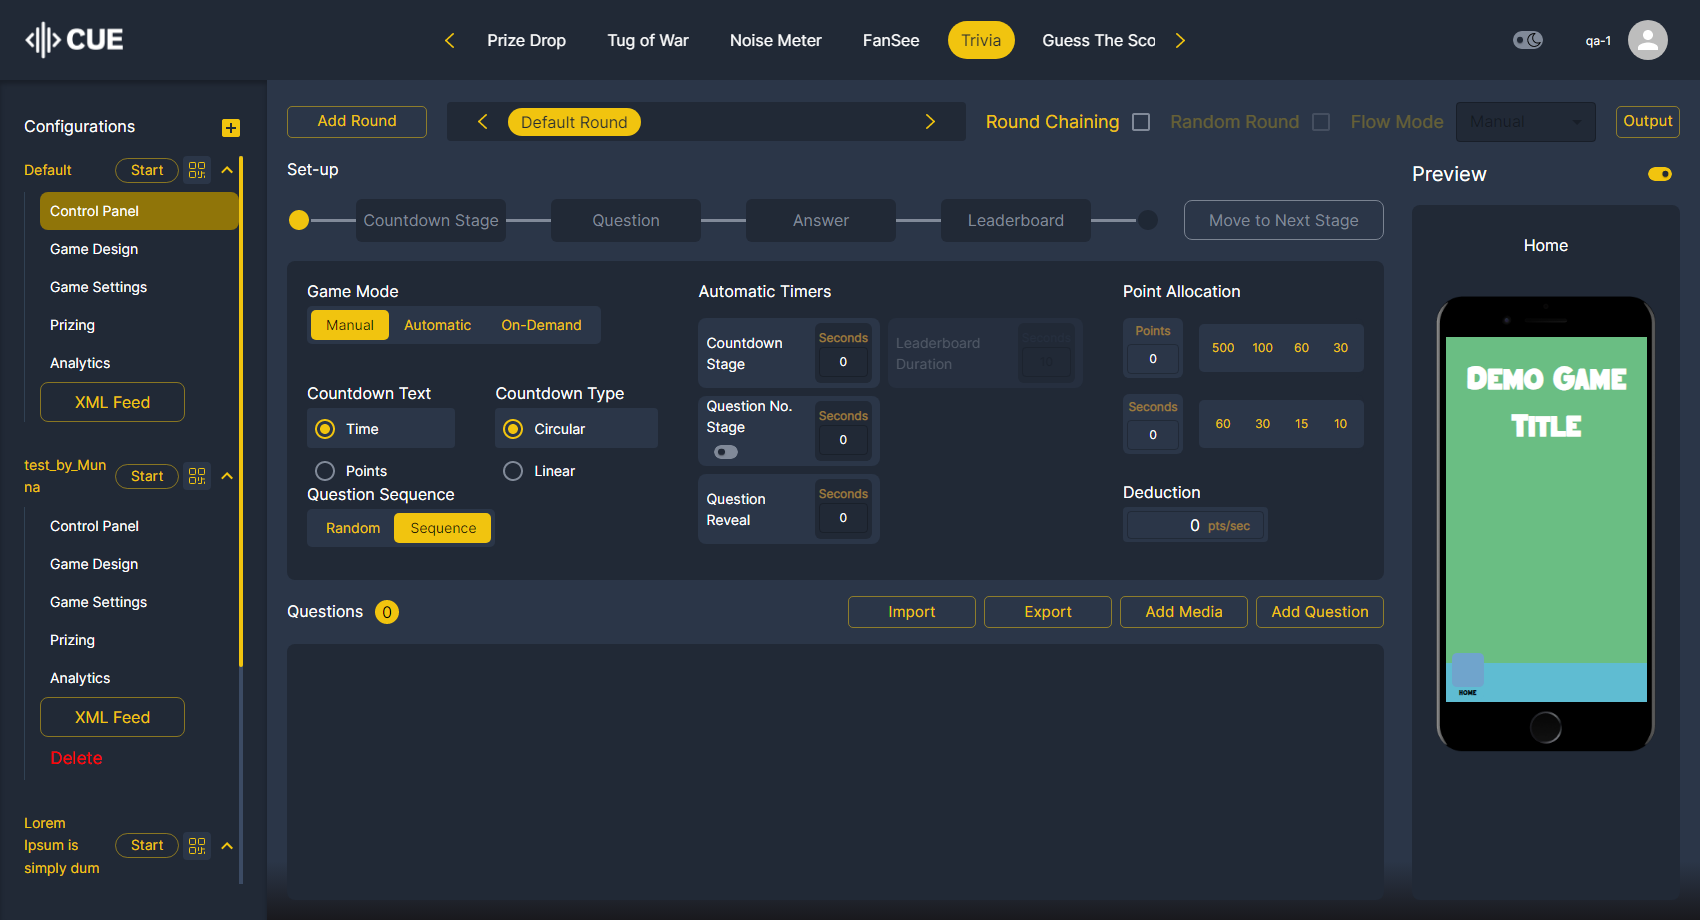 CUE
Prize Drop
Tug of War
Noise Meter
FanSee
Trivia
Guess The Sco
qa-1
Configurations
Default
Start
Control Panel
Game Design
Game Settings
Prizing
Analytics
XML Feed
test_by_Mun
na
Start
Control Panel
Game Design
Game Settings
Prizing
Analytics
XML Feed
Delete
Lorem
Ipsum is
simply dum
Start
Add Round
Default Round
Round Chaining
Random Round
Flow Mode
Manual
Output
Set-up
Countdown Stage
Question
Answer
Leaderboard
Move to Next Stage
Game Mode
Manual
Automatic
On-Demand
Countdown Text
Time
Points
Countdown Type
Circular
Linear
Question Sequence
Random
Sequence
Automatic Timers
Countdown
Stage
Seconds
0
Leaderboard
Duration
Seconds
10
Question No.
Stage
Seconds
0
Question
Reveal
Seconds
0
Point Allocation
Points
0
500 100 60 30
Seconds
0
60 30 15 10
Deduction
0 pts/sec
Questions 0
Import
Export
Add Media
Add Question
Preview
Home
Demo Game
Title
HOME